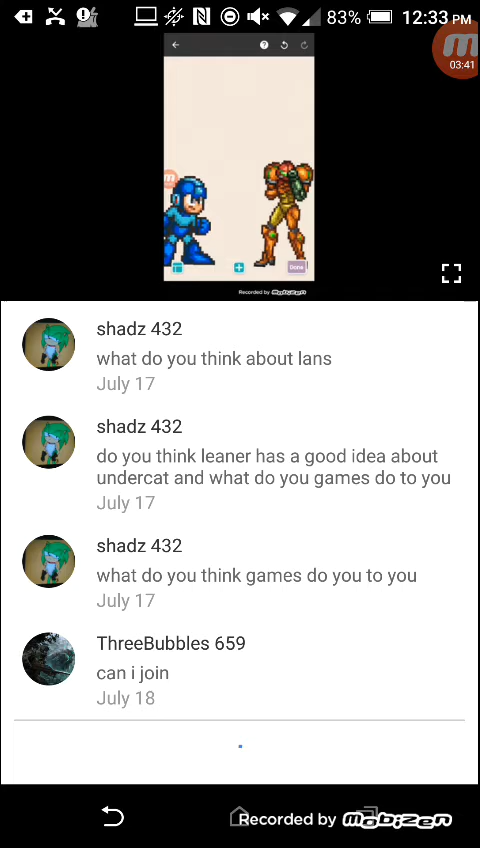 83% 12:33 PM
03:41
Done
Recorded by Mobizen
shadz 432
what do you think about lans
July 17
shadz 432
do you think leaner has a good idea about
undercat and what do you games do to you
July 17
shadz 432
what do you think games do you to you
July 17
ThreeBubbles 659
can i join
July 18
Recorded by Mobizen